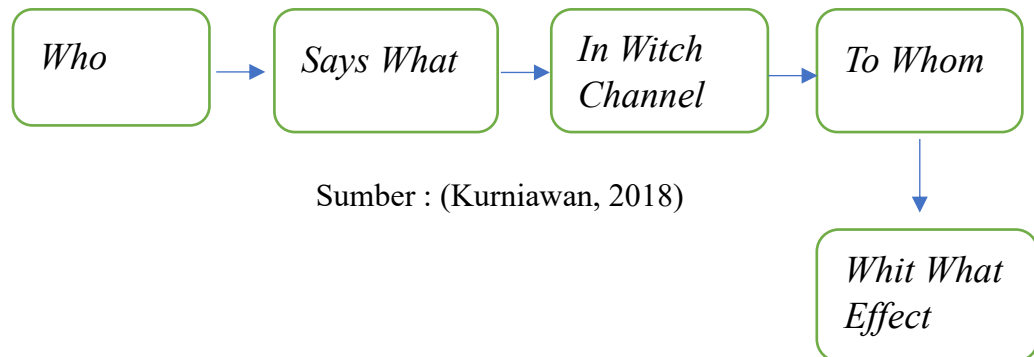 Who
Says What
In Witch
Channel
To Whom
Sumber : (Kurniawan, 2018)
Whit What
Effect